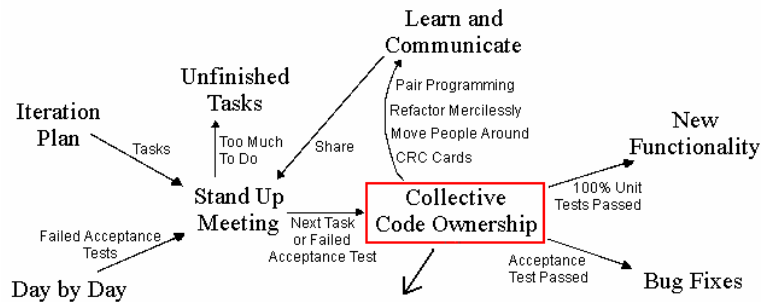 Learn and
Communicate
Unfinished
Tasks
Pair Programming
Refactor Mercilessly
Move People Around
CRC Cards
Iteration
Plan
Too Much
To Do
Tasks
Share
New
Functionality
Stand Up
Meeting
Collective
Code Ownership
100% Unit
Tests Passed
Failed Acceptance
Tests
Next Task
or Failed
Acceptance Test
Acceptance
Test Passed
Day by Day
Bug Fixes